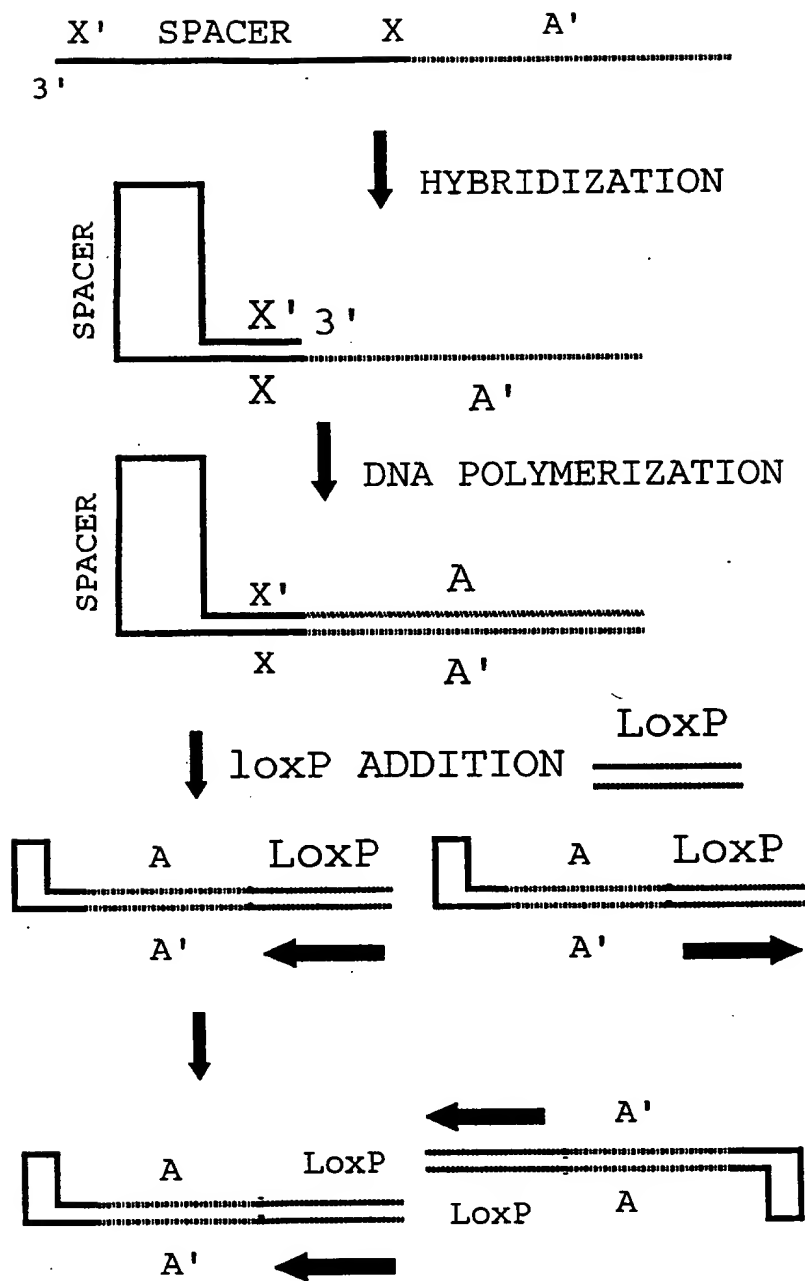 X' SPACER X A'
3'
HYBRIDIZATION
SPACER
X' 3'
X A'
DNA POLYMERIZATION
SPACER
X' A
X A'
LoxP
loxP ADDITION
A LoxP A LoxP
A' A'
A'
A LoxP
LoxP A
A'